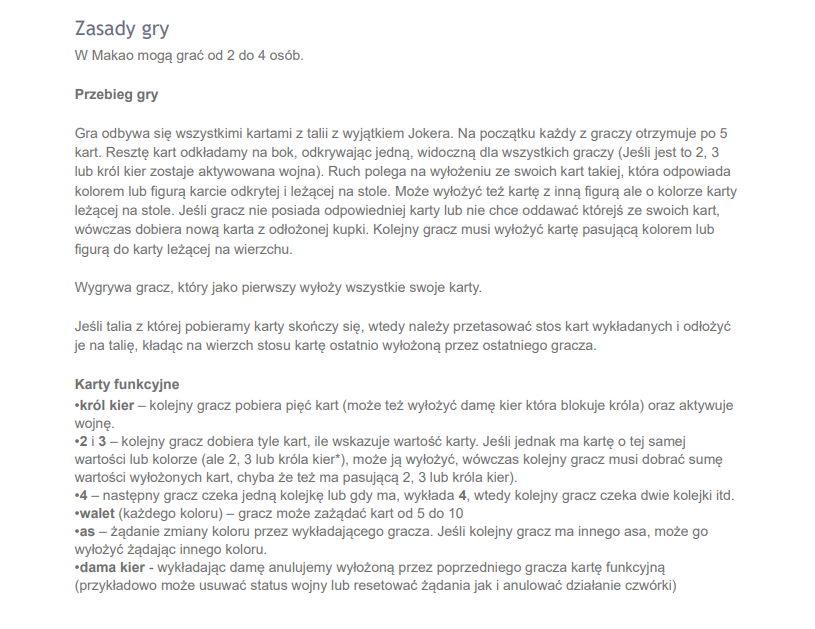 Zasady gry
W Makao mogą grać od 2 do 4 osób.
Przebieg gry
Gra odbywa się wszystkimi kartami z talii z wyjątkiem Jokera. Na początku każdy z graczy otrzymuje po 5
kart. Resztę kart odkładamy na bok, odkrywając jedną, widoczną dla wszystkich graczy (Jeśli jest to 2, 3
lub król kier zostaje aktywowana wojna). Ruch polega na wyłożeniu ze swoich kart takiej, która odpowiada
kolorem lub figurą karcie odkrytej i leżącej na stole. Może wyłożyć też kartę z inną figurą ale o kolorze karty
leżącej na stole. Jeśli gracz nie posiada odpowiedniej karty lub nie chce oddawać którejś ze swoich kart,
wówczas dobiera nową karta z odłożonej kupki. Kolejny gracz musi wyłożyć kartę pasującą kolorem lub
figurą do karty leżącej na wierzchu.
Wygrywa gracz, który jako pierwszy wyłoży wszystkie swoje karty.
Jeśli talia z której pobieramy karty skończy się, wtedy należy przetasować stos kart wykładanych i odłożyć
je na talię, kładąc na wierzch stosu kartę ostatnio wyłożoną przez ostatniego gracza.
Karty funkcyjne
•król kier – kolejny gracz pobiera pięć kart (może też wyłożyć damę kier która blokuje króla) oraz aktywuje
wojnę.
•2 i 3 – kolejny gracz dobiera tyle kart, ile wskazuje wartość karty. Jeśli jednak ma kartę o tej samej
wartości lub kolorze (ale 2, 3 lub króla kier*), może ją wyłożyć, wówczas kolejny gracz musi dobrać sumę
wartości wyłożonych kart, chyba że też ma pasującą 2, 3 lub króla kier).
•4 – następny gracz czeka jedną kolejkę lub gdy ma, wykłada 4, wtedy kolejny gracz czeka dwie kolejki itd.
•walet (każdego koloru) – gracz może zażądać kart od 5 do 10
•as – żądanie zmiany koloru przez wykładającego gracza. Jeśli kolejny gracz ma innego asa, może go
wyłożyć żądając innego koloru.
•dama kier - wykładając damę anulujemy wyłożoną przez poprzedniego gracza kartę funkcyjną
(przykładowo może usuwać status wojny lub resetować żądania jak i anulować działanie czwórki)